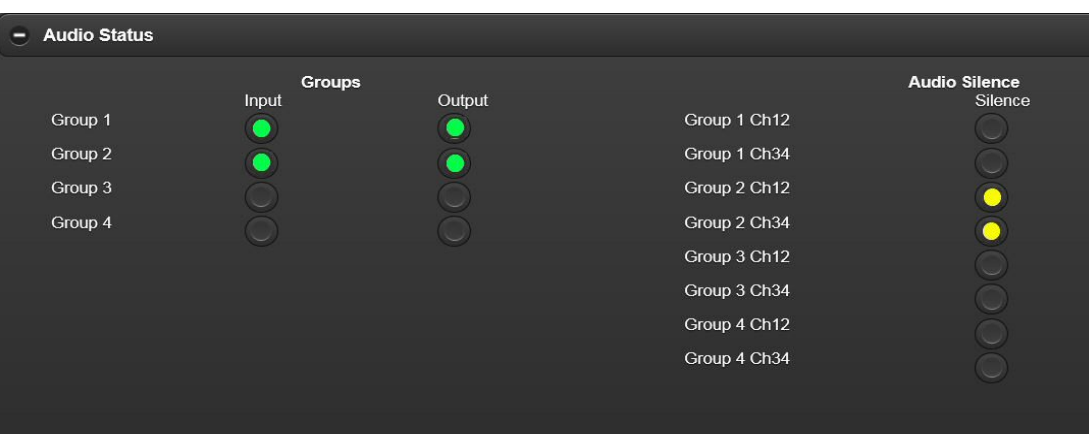 Audio Status
Groups
Input Output
Group 1
Group 2
Group 3
Group 4
Audio Silence
Silence
Group 1 Ch12
Group 1 Ch34
Group 2 Ch12
Group 2 Ch34
Group 3 Ch12
Group 3 Ch34
Group 4 Ch12
Group 4 Ch34